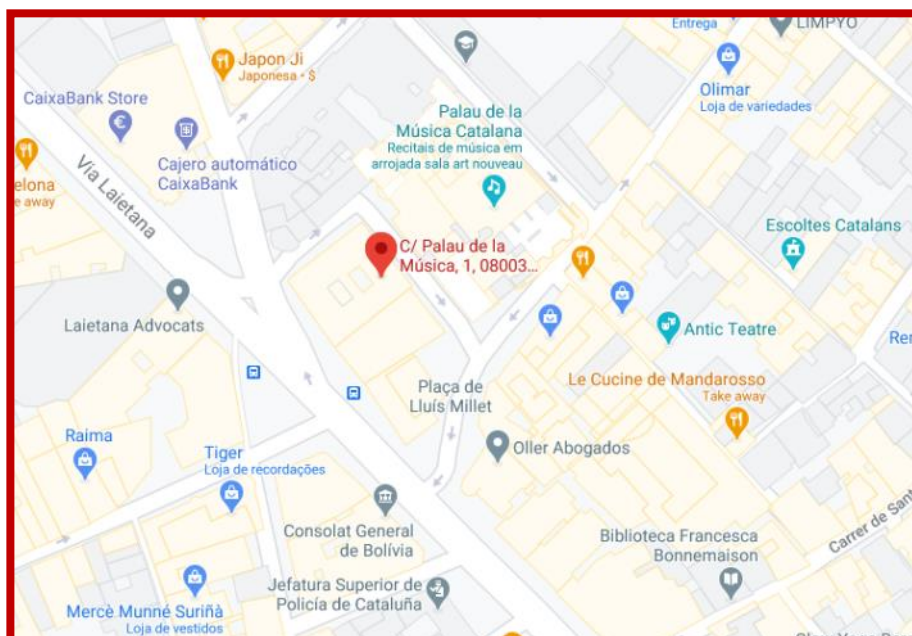 Entrega
LIMPYO
Japon Ji
Japonesa • $
Olimar
Loja de variedades
CaixaBank Store
Palau de la
Música Catalana
Recitais de música em
arrojada sala art nouveau
Cajero automático
CaixaBank
elona
e away
Via Laietana
Escoltes Catalans
C/ Palau de la
Música, 1, 08003...
Laietana Advocats
Antic Teatre
Rer
Le Cucine de Mandarosso
Take away
Plaça de
Lluís Millet
Raima
Tiger
Loja de recordações
Oller Abogados
Consolat General
de Bolívia
Biblioteca Francesca
Bonnemaison
Carrer de Sant
Jefatura Superior de
Policía de Cataluña
Mercè Munné Suriñà
Loja de vestidos